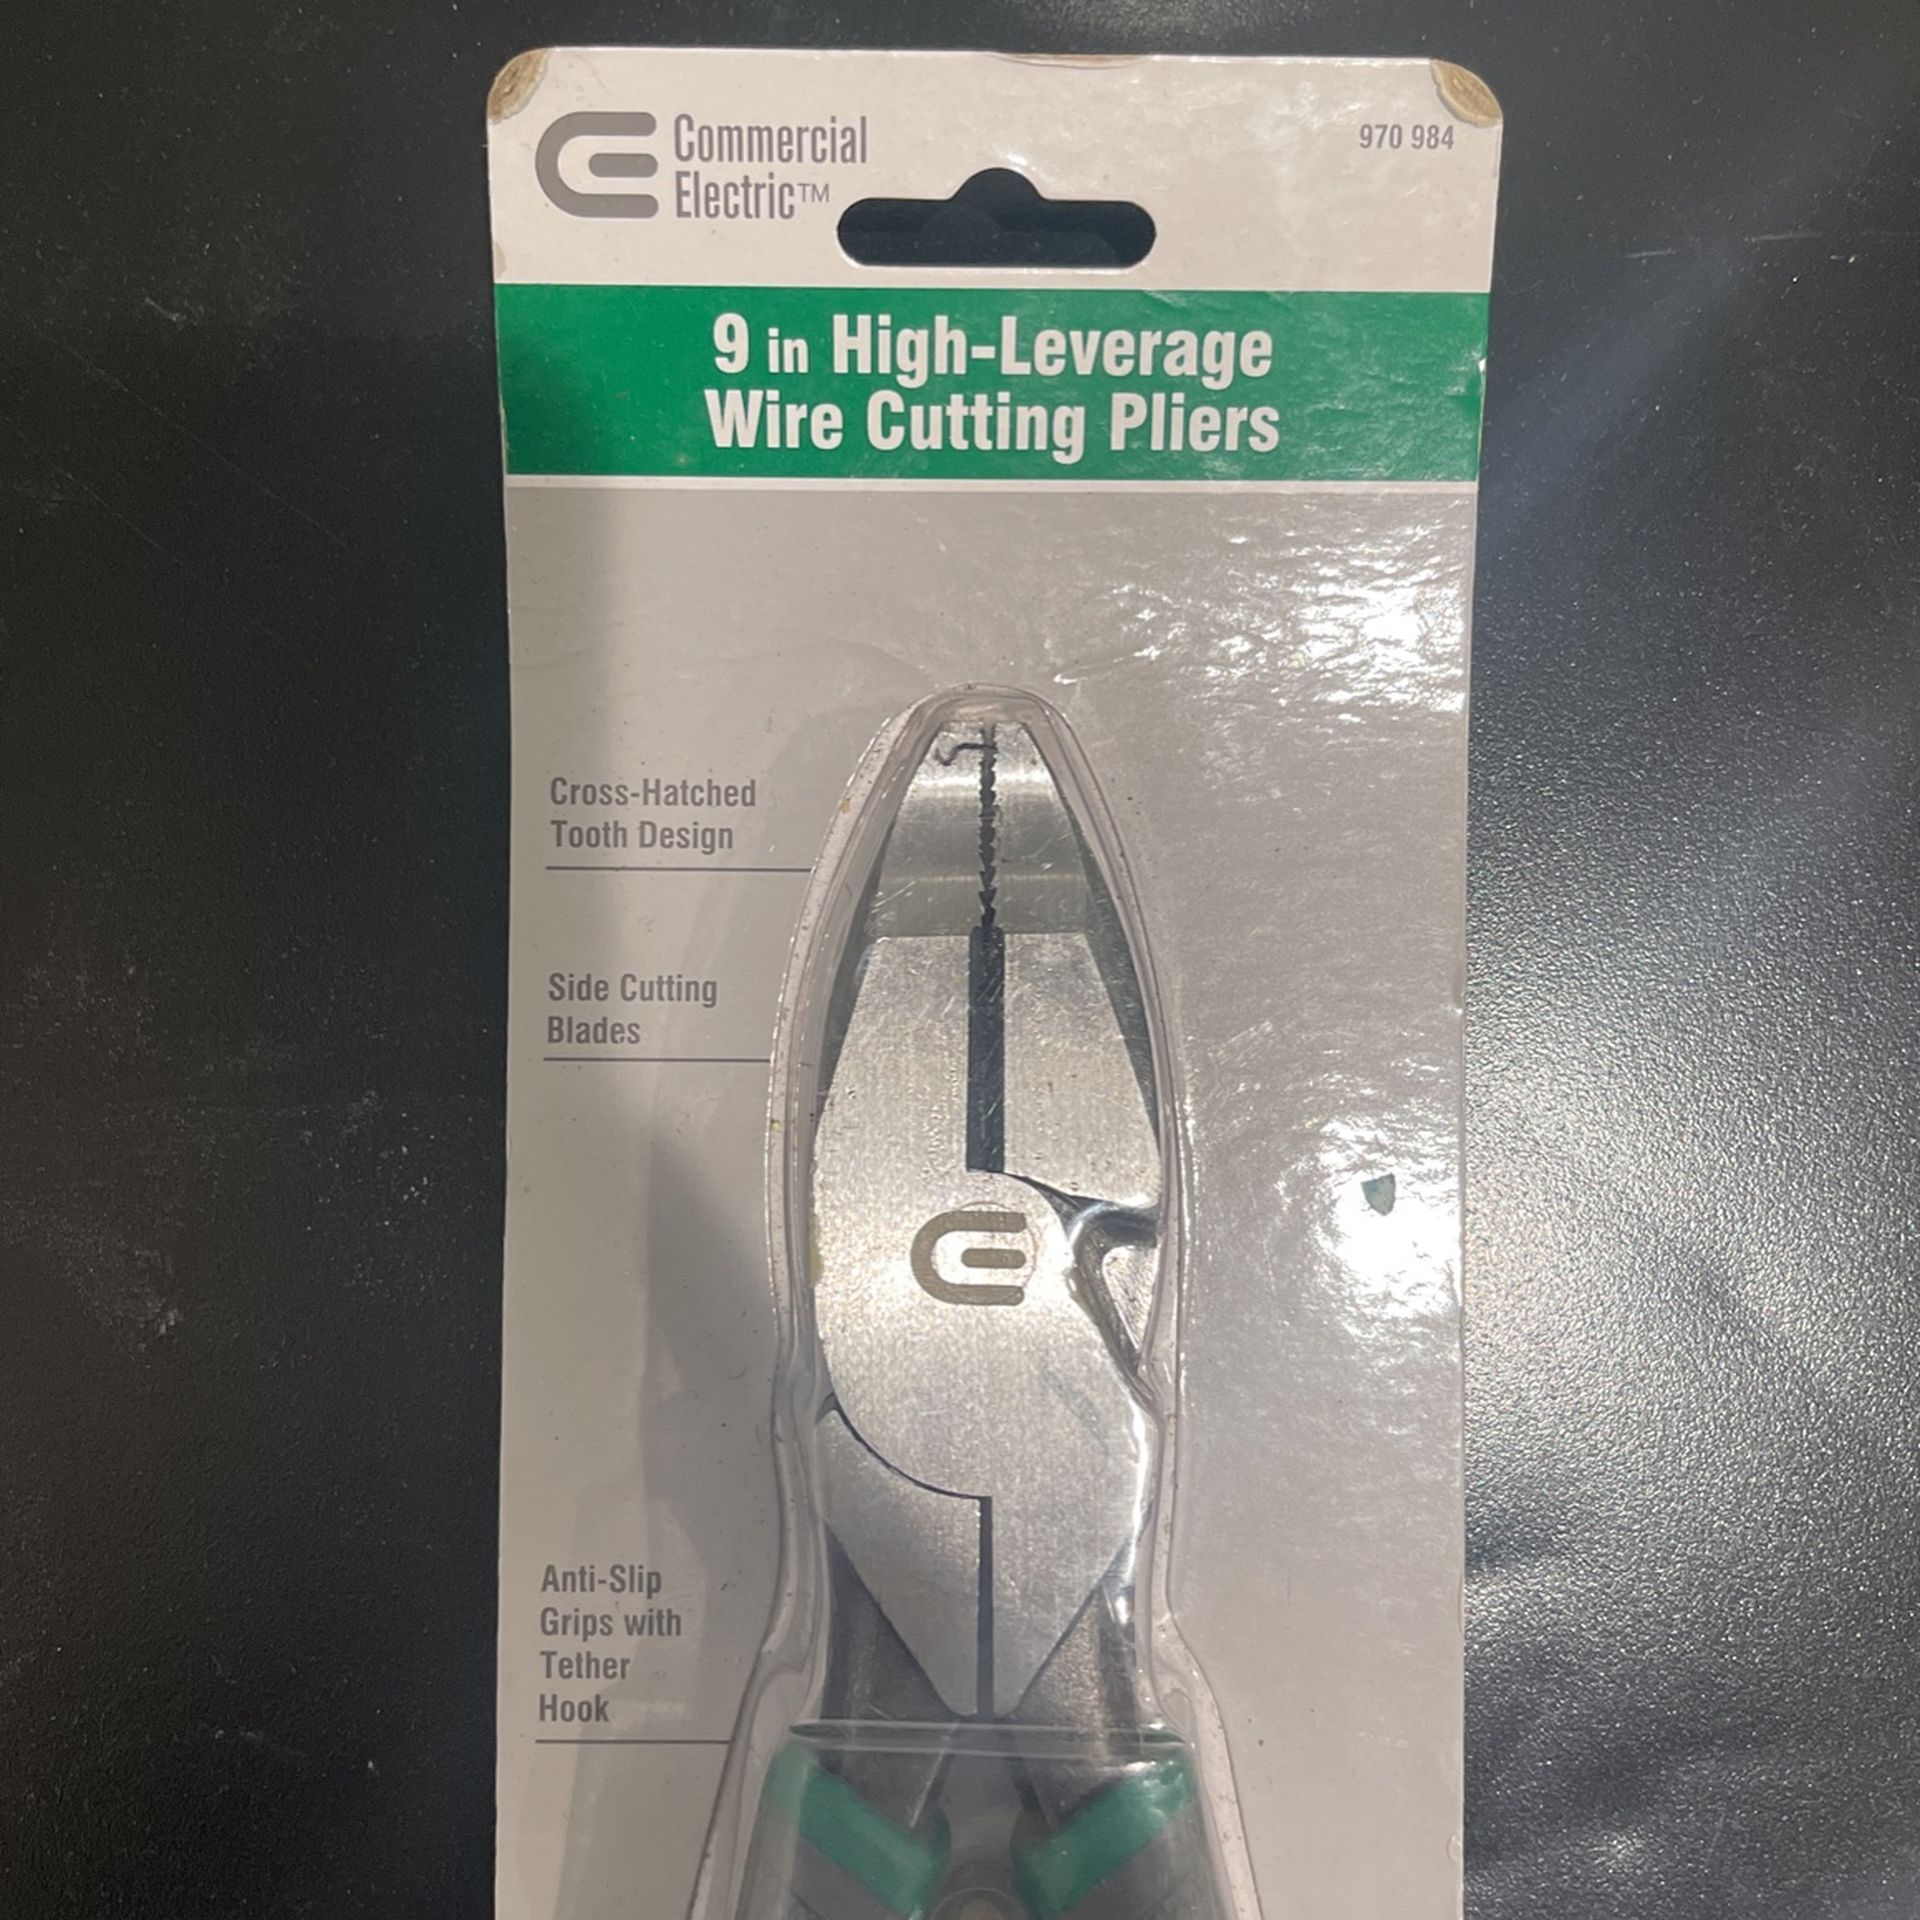 Commercial
Electric™
970 984
9 in High-Leverage
Wire Cutting Pliers
Cross-Hatched
Tooth Design
Side Cutting
Blades
Anti-Slip
Grips with
Tether
Hook